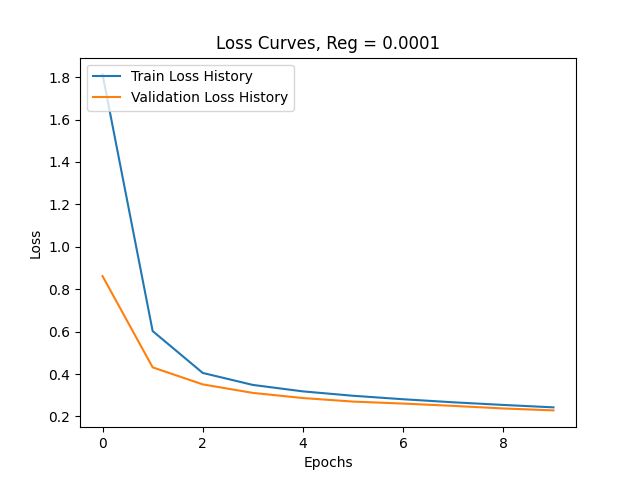 Loss Curves, Reg = 0.0001
Train Loss History
Validation Loss History
1.8
1.6
1.4
1.2
1.0
0.8
0.6
0.4
0.2
Loss
0 2 4 6 8
Epochs